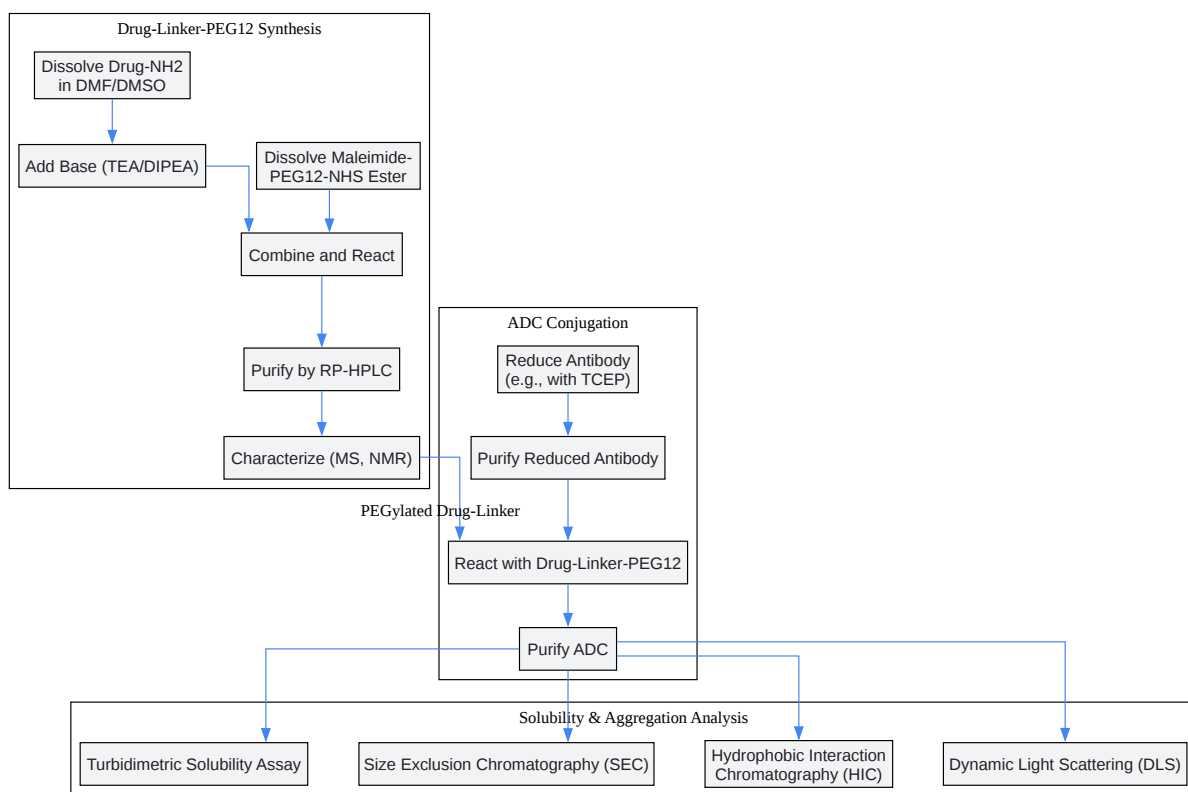 Drug-Linker-PEG12 Synthesis
Dissolve Drug-NH2
in DMF/DMSO
Add Base (TEA/DIPEA)
Dissolve Maleimide-
PEG12-NHS Ester
Combine and React
Purify by RP-HPLC
Characterize (MS, NMR)
PEGylated Drug-Linker
ADC Conjugation
Reduce Antibody
(e.g., with TCEP)
Purify Reduced Antibody
React with Drug-Linker-PEG12
Purify ADC
Solubility & Aggregation Analysis
Turbidimetric Solubility Assay
Size Exclusion Chromatography (SEC)
Hydrophobic Interaction
Chromatography (HIC)
Dynamic Light Scattering (DLS)